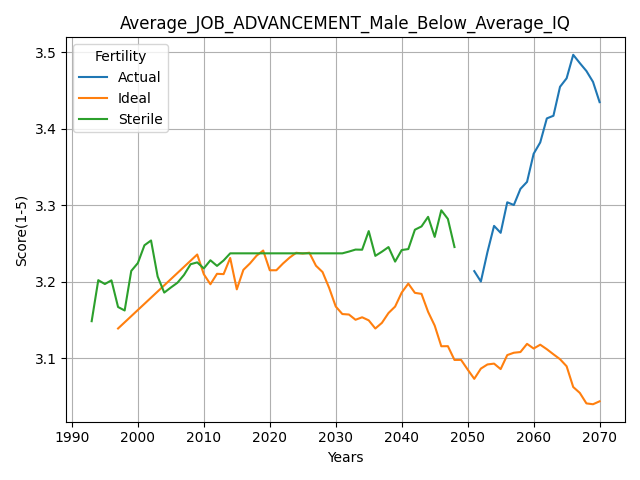 Average_JOB_ADVANCEMENT_Male_Below_Average_IQ
Fertility
Actual
Ideal
Sterile
Score(1-5)
3.5
3.4
3.3
3.2
3.1
1990 2000 2010 2020 2030 2040 2050 2060 2070
Years